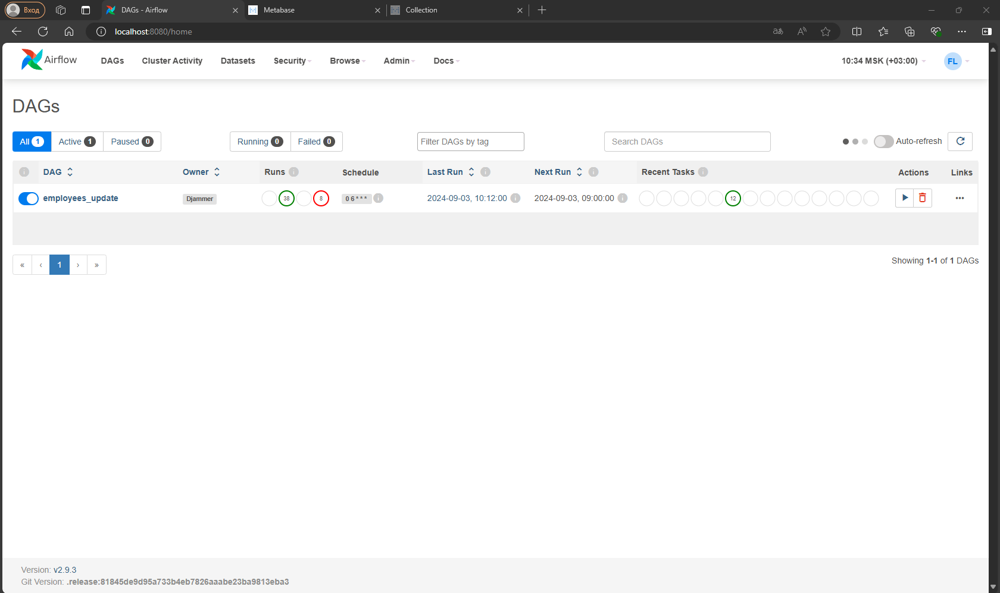 Вход
DAGs - Airflow
Metabase
Collection
localhost:8080/home
Airflow DAGs Cluster Activity Datasets Security Browse Admin Docs 10:34 MSK (+03:00) FL
DAGs
All 1 Active 1 Paused 0 Running 0 Failed 0 Filter DAGs by tag Search DAGs Auto-refresh
DAG Owner Runs Schedule Last Run Next Run Recent Tasks Actions Links
employees_update Djammer 38 8 0 6 * * * 2024-09-03, 10:12:00 2024-09-03, 09:00:00 12
« ‹ 1 › »
Showing 1-1 of 1 DAGs
Version: v2.9.3
Git Version: .release:81845de9d95a733b4eb7826aaabe23ba9813eba3